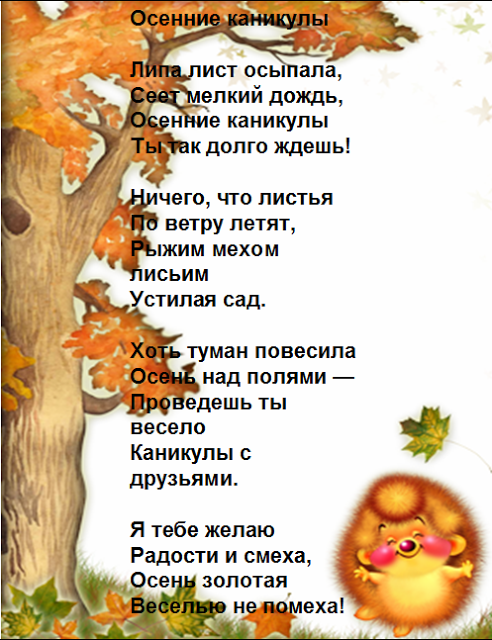 Осенние каникулы
Липа лист осыпала,
Сеет мелкий дождь,
Осенние каникулы
Ты так долго ждешь!
Ничего, что листья
По ветру летят,
Рыжим мехом
лисьим
Устилая сад.
Хоть туман повесила
Осень над полями —
Проведешь ты
весело
Каникулы с
друзьями.
Я тебе желаю
Радости и смеха,
Осень золотая
Веселью не помеха!